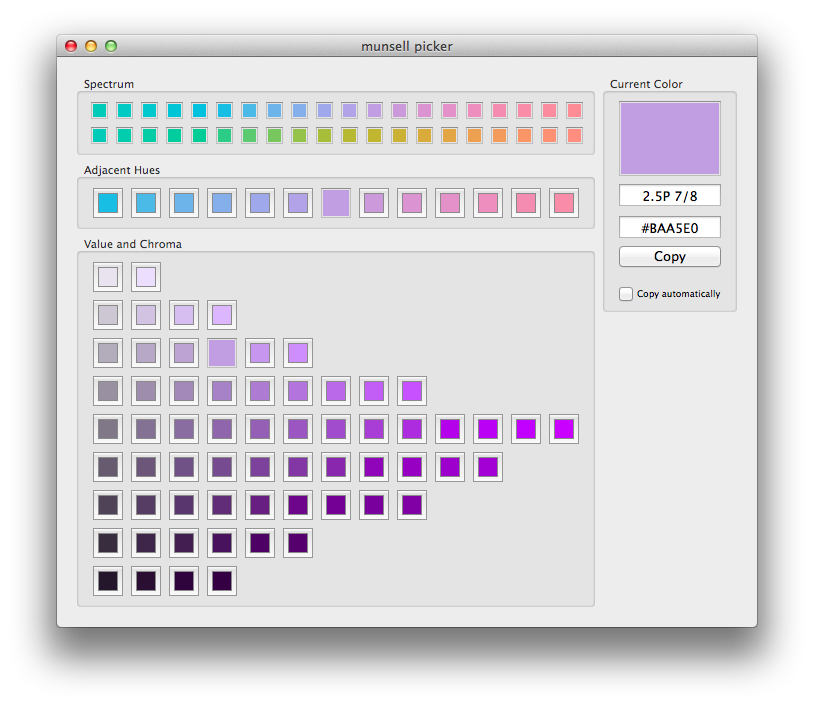 munsell picker
Spectrum
Current Color
2.5P 7/8
#BAA5E0
Copy
Copy automatically
Adjacent Hues
Value and Chroma